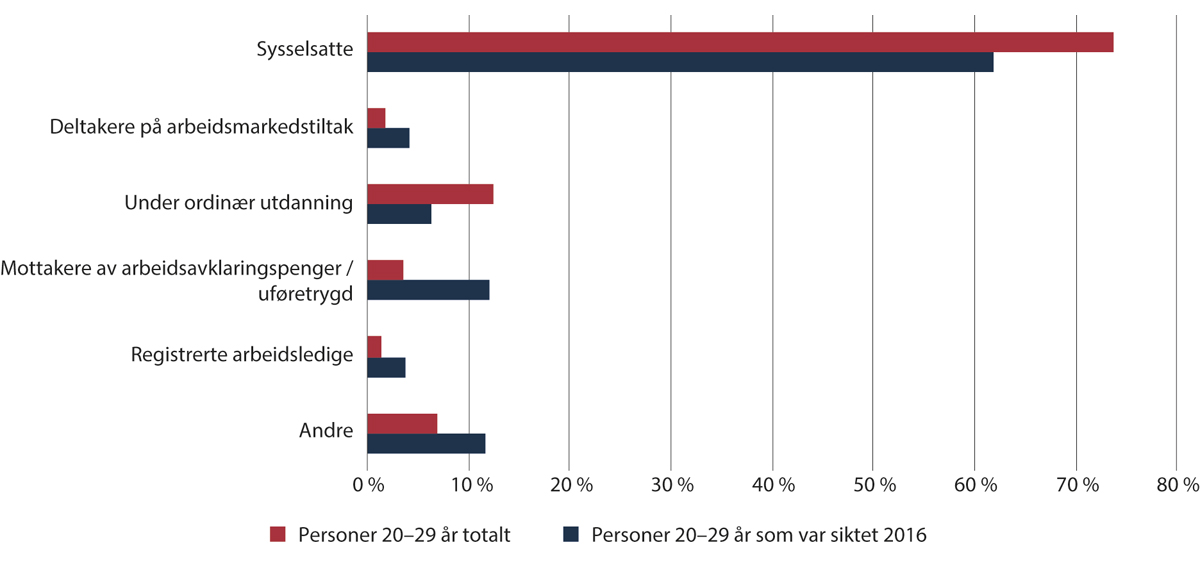 Sysselsatte
Deltakere på arbeidsmarkedstiltak
Under ordinær utdanning
Mottakere av arbeidsavklaringspenger /
uføretrygd
Registrerte arbeidsledige
Andre
0 % 10 % 20 % 30 % 40 % 50 % 60 % 70 % 80 %
Personer 20–29 år totalt Personer 20–29 år som var siktet 2016